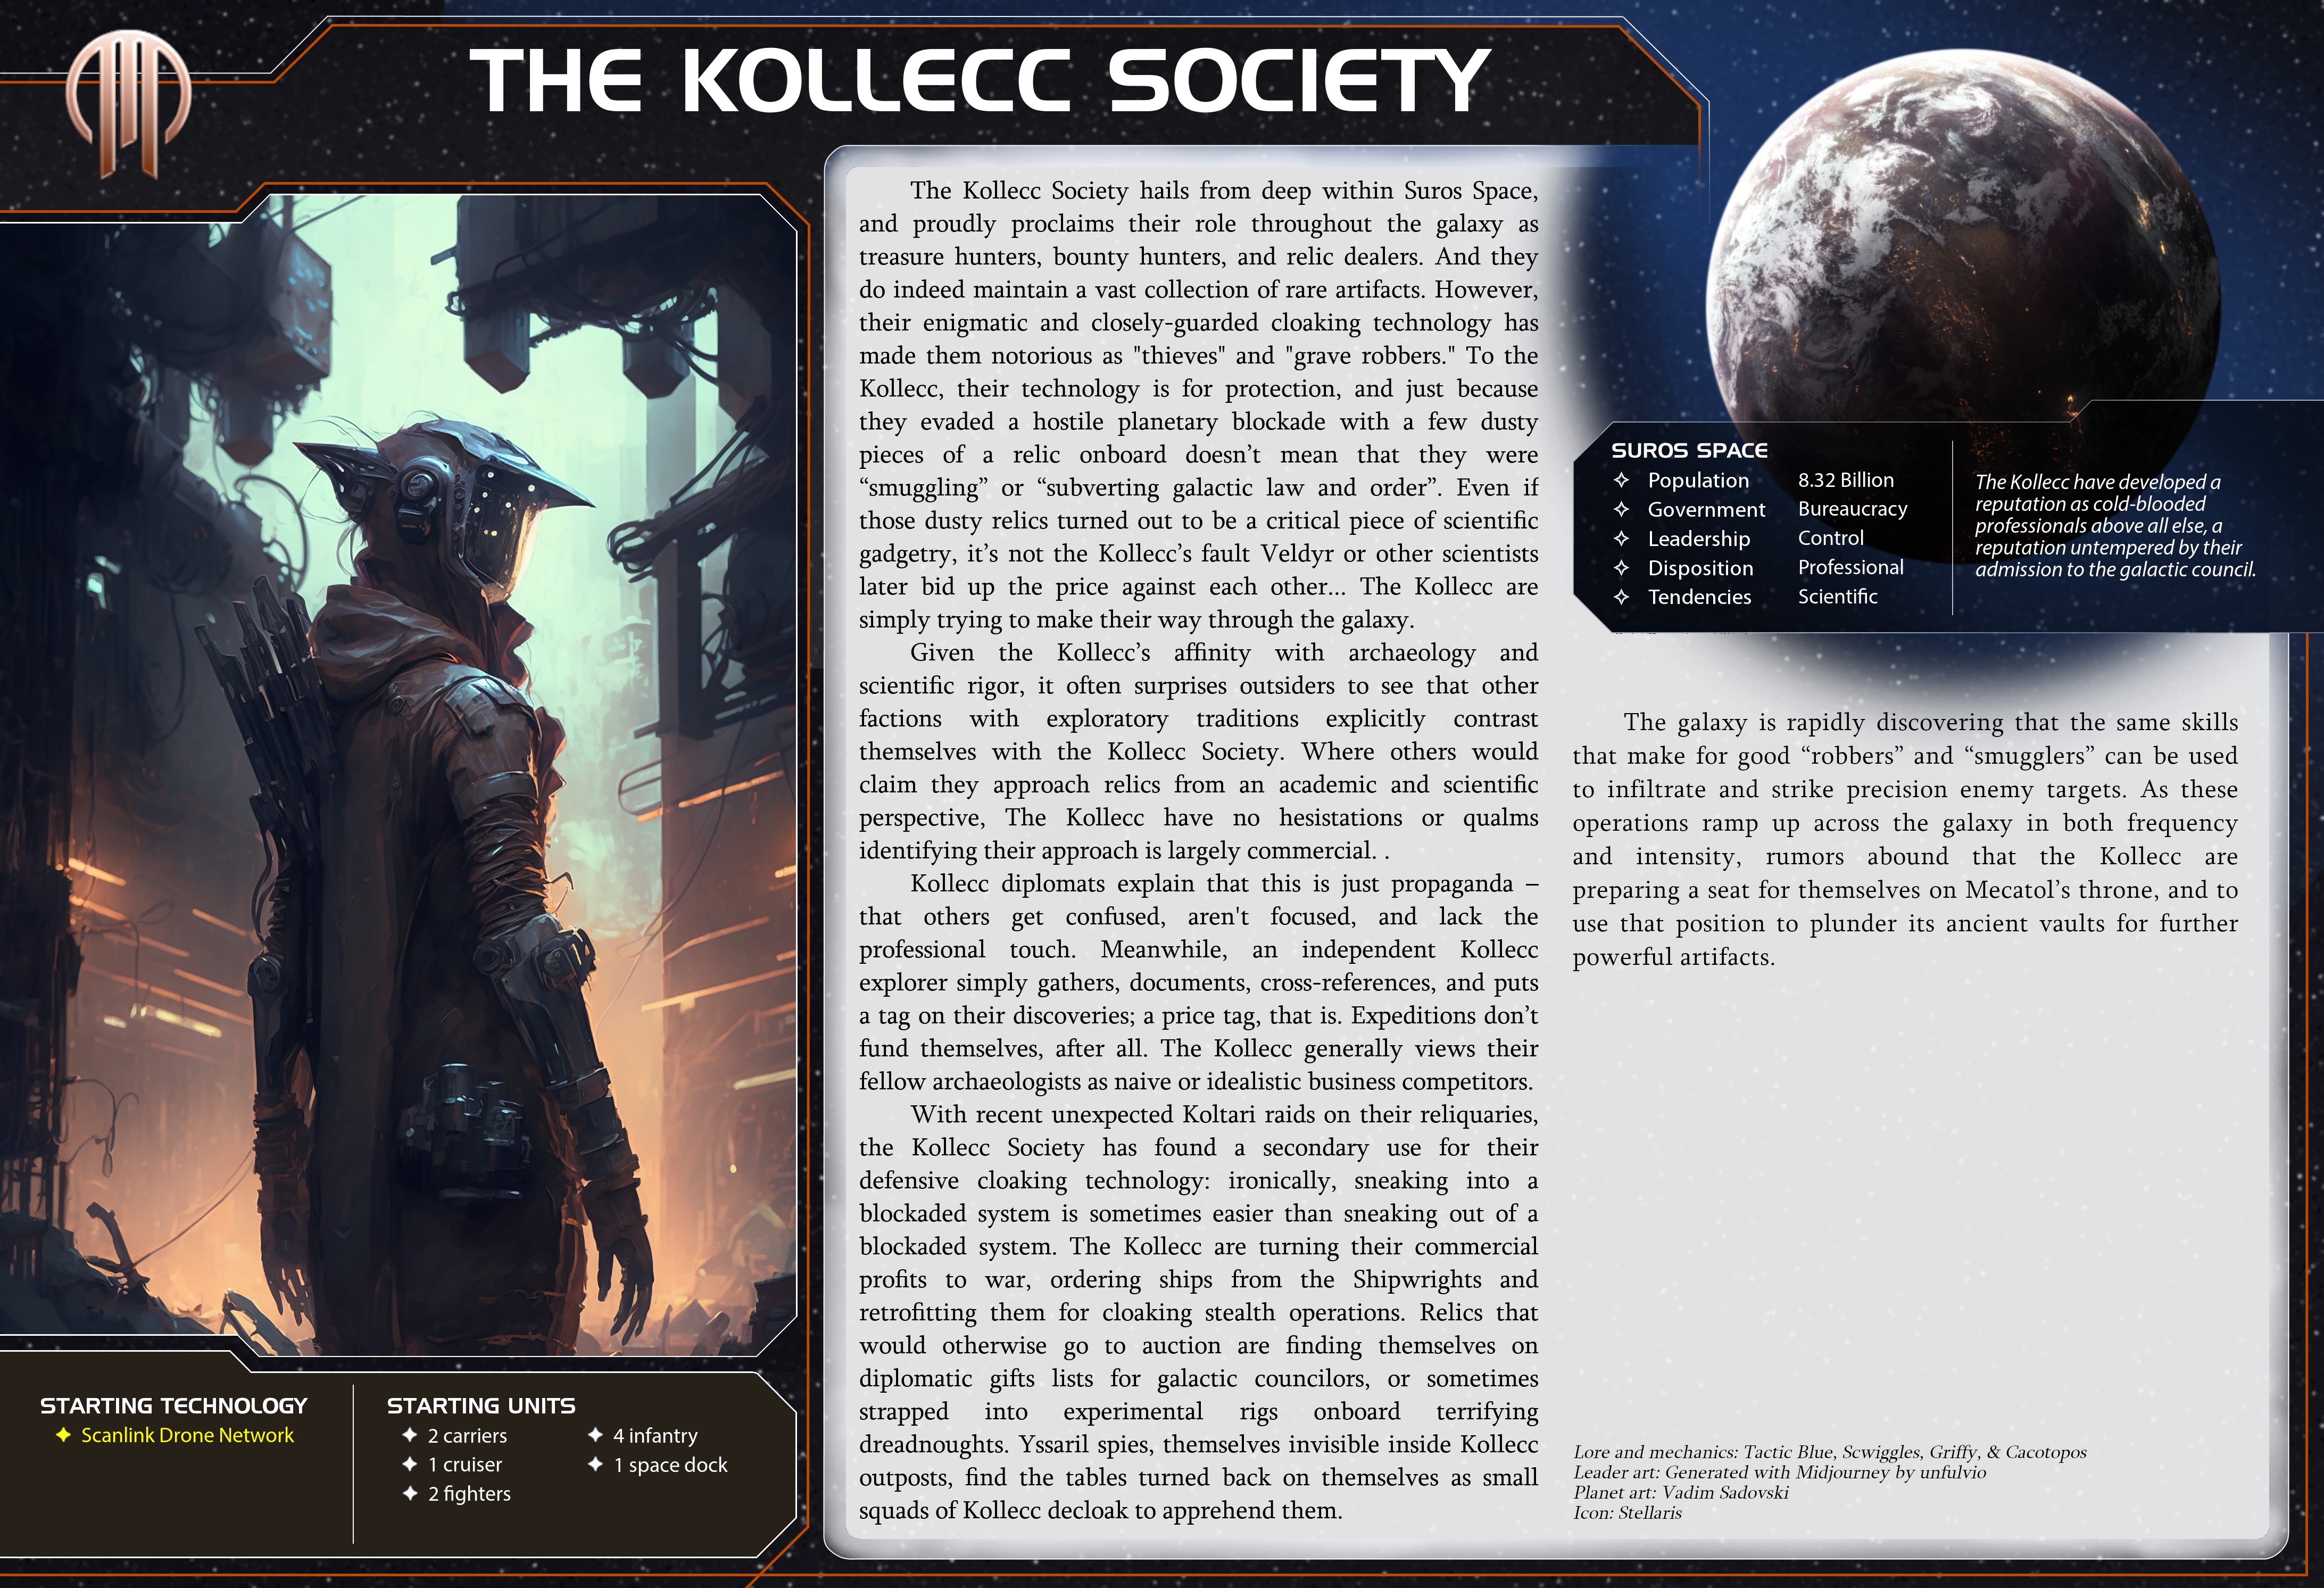 THE KOLLECC SOCIETY
The Kollecc Society hails from deep within Suros Space,
and proudly proclaims their role throughout the galaxy as
treasure hunters, bounty hunters, and relic dealers. And they
do indeed maintain a vast collection of rare artifacts. However,
their enigmatic and closely-guarded cloaking technology has
made them notorious as "thieves" and "grave robbers." To the
Kollecc, their technology is for protection, and just because
they evaded a hostile planetary blockade with a few dusty
pieces of a relic onboard doesn’t mean that they were
“smuggling” or “subverting galactic law and order”. Even if
those dusty relics turned out to be a critical piece of scientific
gadgetry, it’s not the Kollecc’s fault Veldyr or other scientists
later bid up the price against each other... The Kollecc are
simply trying to make their way through the galaxy.
Given the Kollecc’s affinity with archaeology and
scientific rigor, it often surprises outsiders to see that other
factions with exploratory traditions explicitly contrast
themselves with the Kollecc Society. Where others would
claim they approach relics from an academic and scientific
perspective, The Kollecc have no hesistations or qualms
identifying their approach is largely commercial. .
Kollecc diplomats explain that this is just propaganda –
that others get confused, aren't focused, and lack the
professional touch. Meanwhile, an independent Kollecc
explorer simply gathers, documents, cross-references, and puts
a tag on their discoveries; a price tag, that is. Expeditions don’t
fund themselves, after all. The Kollecc generally views their
fellow archaeologists as naive or idealistic business competitors.
With recent unexpected Koltari raids on their reliquaries,
the Kollecc Society has found a secondary use for their
defensive cloaking technology: ironically, sneaking into a
blockaded system is sometimes easier than sneaking out of a
blockaded system. The Kollecc are turning their commercial
profits to war, ordering ships from the Shipwrights and
retrofitting them for cloaking stealth operations. Relics that
would otherwise go to auction are finding themselves on
diplomatic gifts lists for galactic councilors, or sometimes
strapped into experimental rigs onboard terrifying
dreadnoughts. Yssaril spies, themselves invisible inside Kollecc
outposts, find the tables turned back on themselves as small
squads of Kollecc decloak to apprehend them.
SUROS SPACE
Population 8.32 Billion
Government Bureaucracy
Leadership Control
Disposition Professional
Tendencies Scientific
The Kollecc have developed a
reputation as cold-blooded
professionals above all else, a
reputation untempered by their
admission to the galactic council.
The galaxy is rapidly discovering that the same skills
that make for good “robbers” and “smugglers” can be used
to infiltrate and strike precision enemy targets. As these
operations ramp up across the galaxy in both frequency
and intensity, rumors abound that the Kollecc are
preparing a seat for themselves on Mecatol’s throne, and to
use that position to plunder its ancient vaults for further
powerful artifacts.
Lore and mechanics: Tactic Blue, Scwiggles, Griffy, & Cacotopos
Leader art: Generated with Midjourney by unfulvio
Planet art: Vadim Sadovski
Icon: Stellaris
STARTING TECHNOLOGY
Scanlink Drone Network
STARTING UNITS
2 carriers
1 cruiser
2 fighters
4 infantry
1 space dock